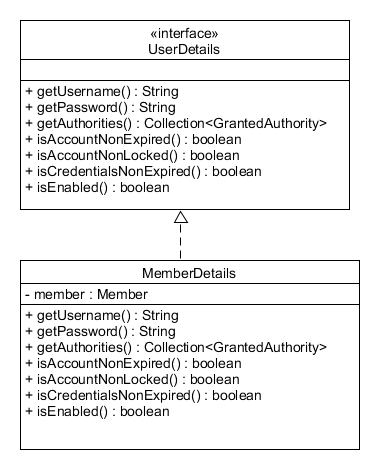 «interface»
UserDetails
+ getUsername() : String
+ getPassword() : String
+ getAuthorities() : Collection<GrantedAuthority>
+ isAccountNonExpired() : boolean
+ isAccountNonLocked() : boolean
+ isCredentialsNonExpired() : boolean
+ isEnabled() : boolean
MemberDetails
- member : Member
+ getUsername() : String
+ getPassword() : String
+ getAuthorities() : Collection<GrantedAuthority>
+ isAccountNonExpired() : boolean
+ isAccountNonLocked() : boolean
+ isCredentialsNonExpired() : boolean
+ isEnabled() : boolean